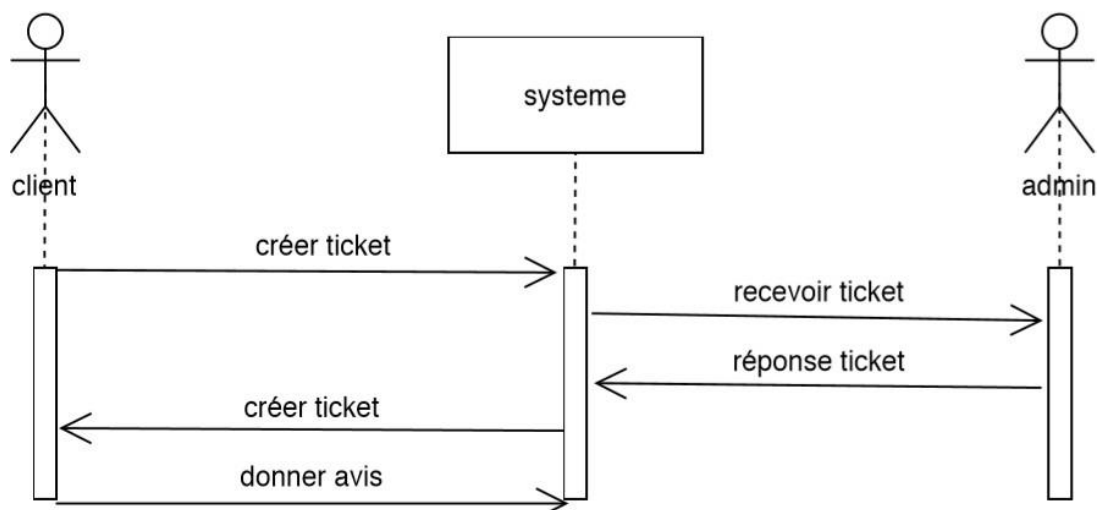 systeme
client
admin
créer ticket
recevoir ticket
réponse ticket
créer ticket
donner avis